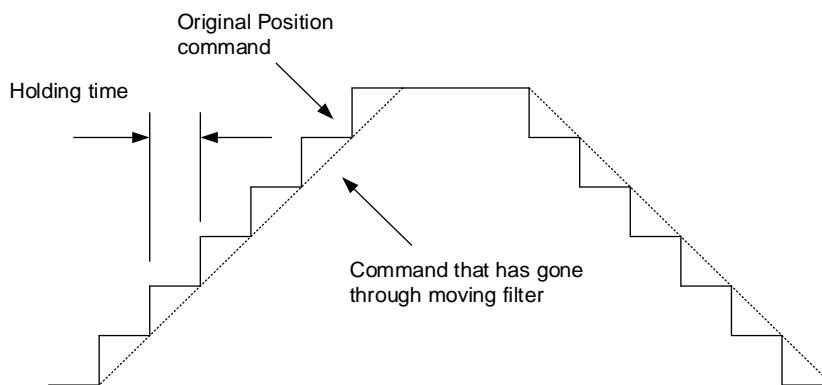 Original Position
command
Holding time
Command that has gone
through moving filter